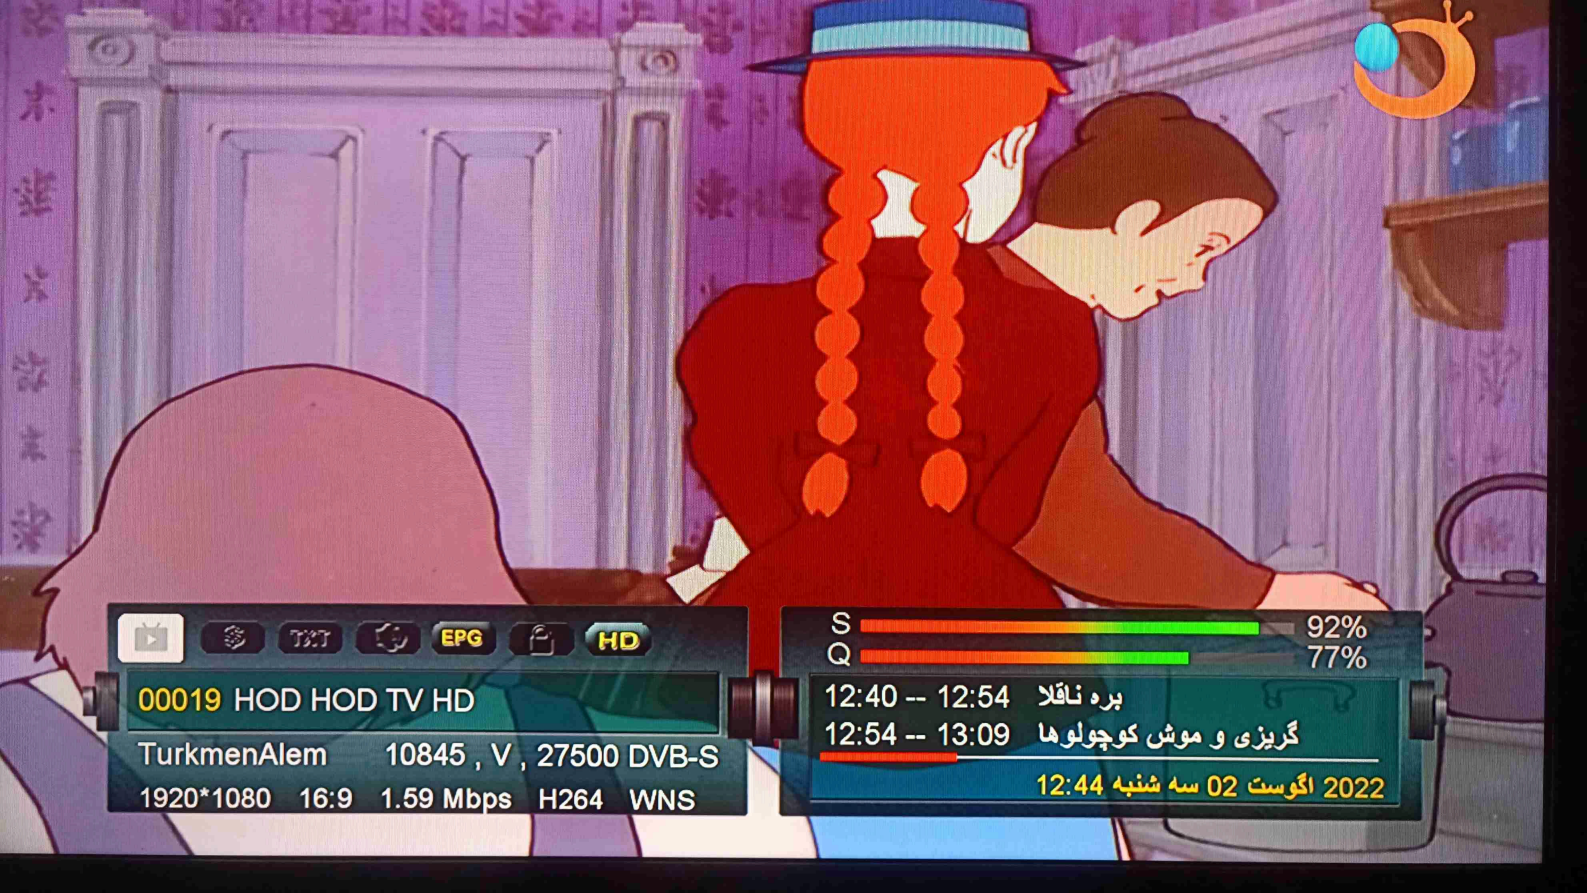 $ TXT EPG HD
00019 HOD HOD TV HD
TurkmenAlem 10845 , V , 27500 DVB-S
1920*1080 16:9 1.59 Mbps H264 WNS
S 92%
Q 77%
12:40 -- 12:54 بره ناقلا
12:54 -- 13:09 گریزی و موش کوچولوها
12:44 سه شنبه 02 اگوست 2022